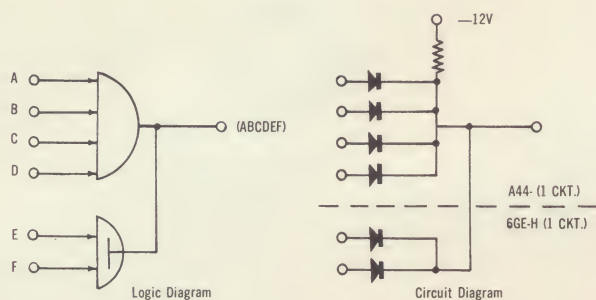 —12V
A
B
C
D
(ABCDEF)
A44- (1 CKT.)
6GE-H (1 CKT.)
E
F
Logic Diagram
Circuit Diagram